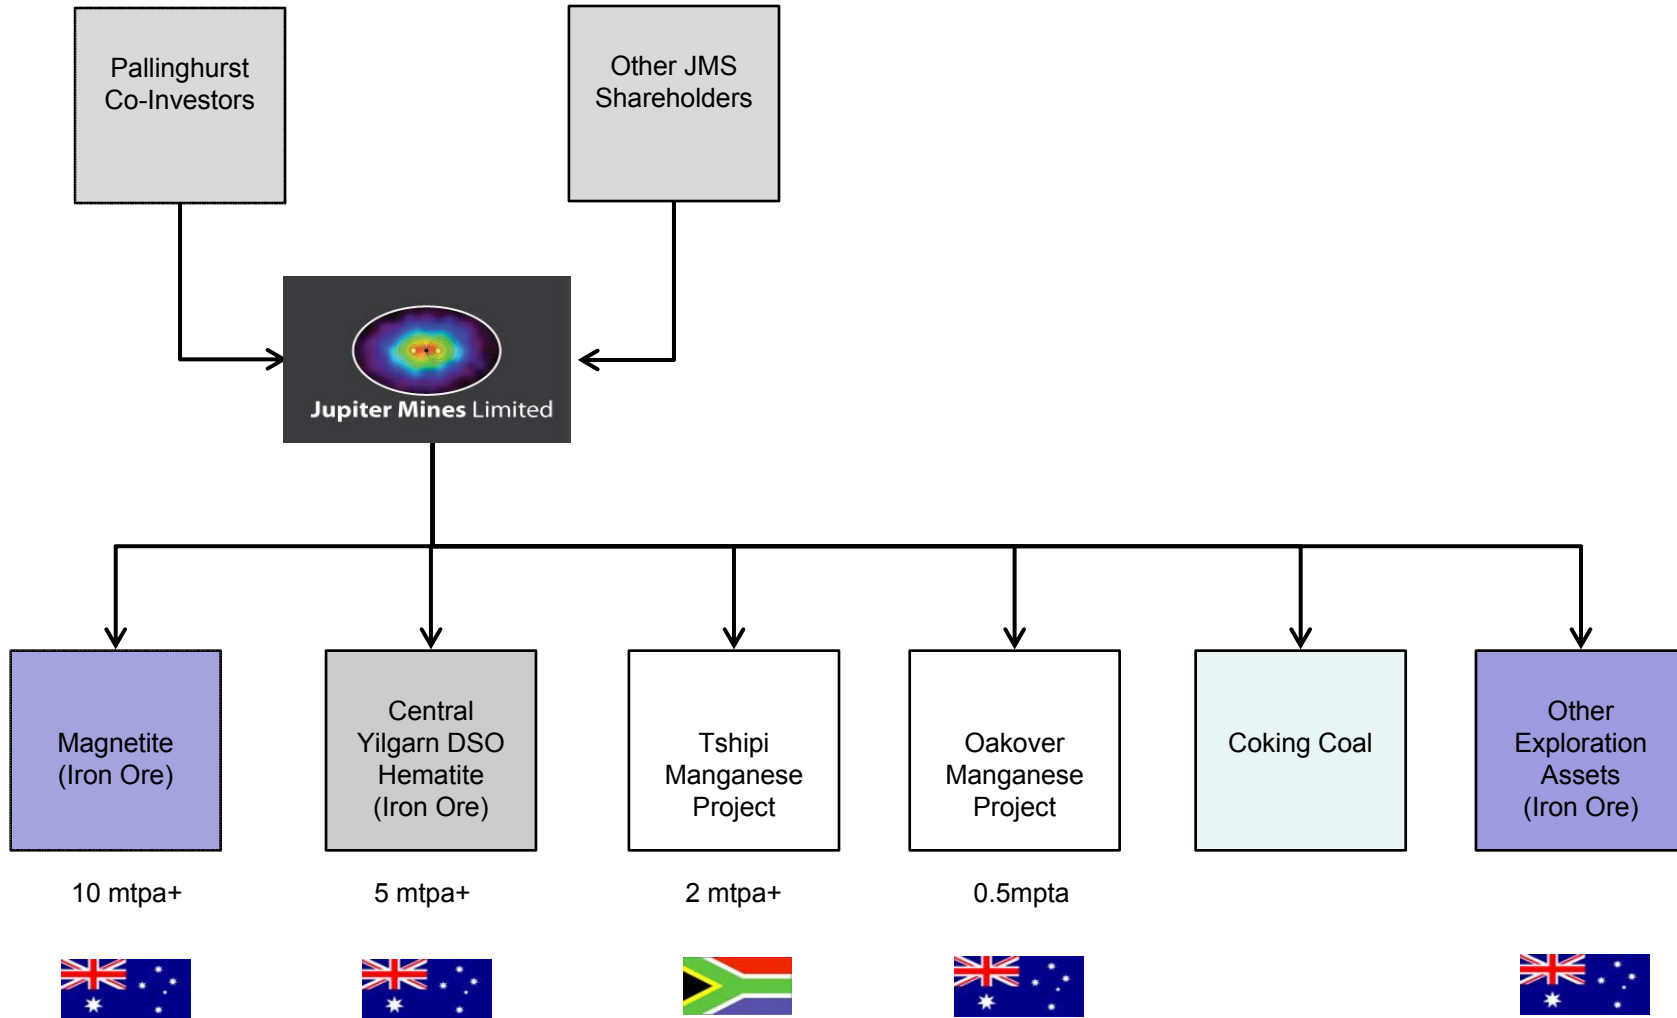 Pallinghurst
Co-Investors
Other JMS
Shareholders
Jupiter Mines Limited
Magnetite
(Iron Ore)
Central
Yilgarn DSO
Hematite
(Iron Ore)
Tshipi
Manganese
Project
Oakover
Manganese
Project
Coking Coal
Other
Exploration
Assets
(Iron Ore)
10 mtpa+
5 mtpa+
2 mtpa+
0.5mpta